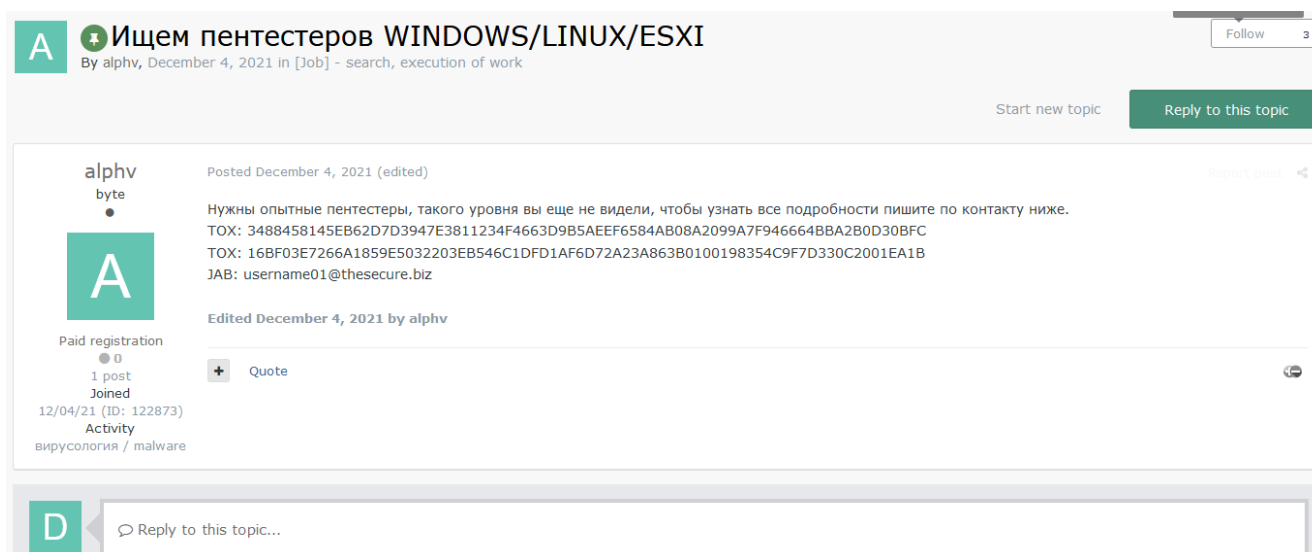 A
Ищем пентестеров WINDOWS/LINUX/ESXI
By alphv, December 4, 2021 in [Job] - search, execution of work
Follow 3
Start new topic
Reply to this topic
alphv
byte
A
Paid registration
0
1 post
Joined
12/04/21 (ID: 122873)
Activity
вирусология / malware
Posted December 4, 2021 (edited)
Report post
Нужны опытные пентестеры, такого уровня вы еще не видели, чтобы узнать все подробности пишите по контакту ниже.
TOX: 3488458145EB62D7D3947E3811234F4663D9B5AEEF6584AB08A2099A7F946664BBA2B0D30BFC
TOX: 16BF03E7266A1859E5032203EB546C1DFD1AF6D72A23A863B0100198354C9F7D330C2001EA1B
JAB: username01@thesecure.biz
Edited December 4, 2021 by alphv
+ Quote
D
Reply to this topic...